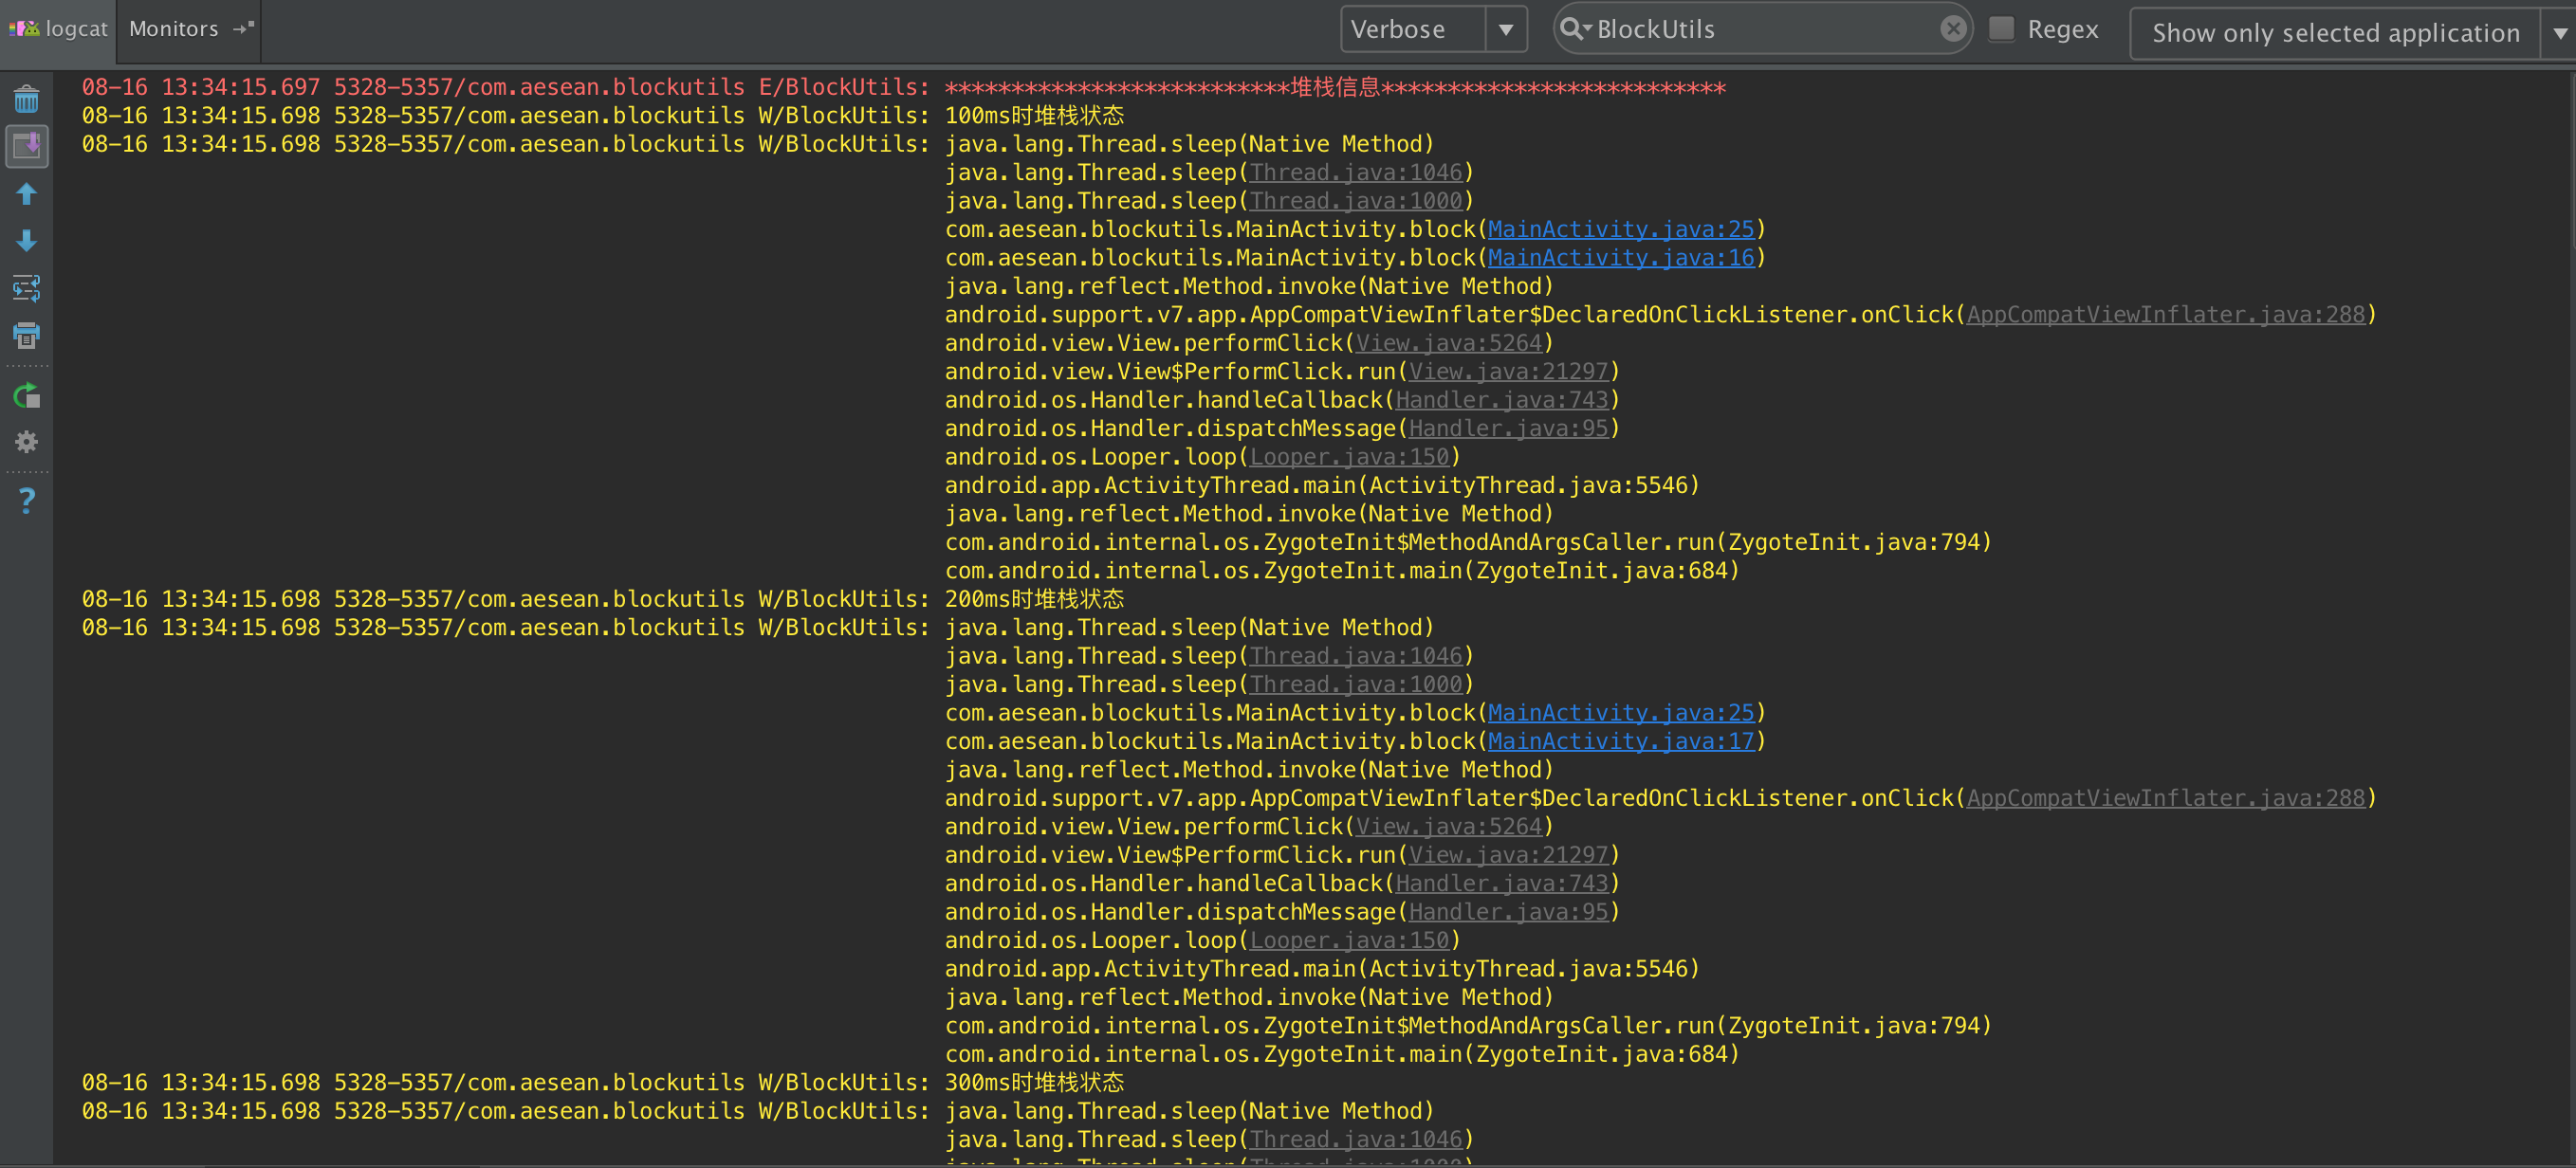 logcat Monitors Verbose BlockUtils Regex Show only selected application
08-16 13:34:15.697 5328-5357/com.aesean.blockutils E/BlockUtils: **************************堆栈信息**************************
08-16 13:34:15.698 5328-5357/com.aesean.blockutils W/BlockUtils: 100ms时堆栈状态
08-16 13:34:15.698 5328-5357/com.aesean.blockutils W/BlockUtils: java.lang.Thread.sleep(Native Method)
java.lang.Thread.sleep(Thread.java:1046)
java.lang.Thread.sleep(Thread.java:1000)
com.aesean.blockutils.MainActivity.block(MainActivity.java:25)
com.aesean.blockutils.MainActivity.block(MainActivity.java:16)
java.lang.reflect.Method.invoke(Native Method)
android.support.v7.app.AppCompatViewInflater$DeclaredOnClickListener.onClick(AppCompatViewInflater.java:288)
android.view.View.performClick(View.java:5264)
android.view.View$PerformClick.run(View.java:21297)
android.os.Handler.handleCallback(Handler.java:743)
android.os.Handler.dispatchMessage(Handler.java:95)
android.os.Looper.loop(Looper.java:150)
android.app.ActivityThread.main(ActivityThread.java:5546)
java.lang.reflect.Method.invoke(Native Method)
com.android.internal.os.ZygoteInit$MethodAndArgsCaller.run(ZygoteInit.java:794)
com.android.internal.os.ZygoteInit.main(ZygoteInit.java:684)
08-16 13:34:15.698 5328-5357/com.aesean.blockutils W/BlockUtils: 200ms时堆栈状态
08-16 13:34:15.698 5328-5357/com.aesean.blockutils W/BlockUtils: java.lang.Thread.sleep(Native Method)
java.lang.Thread.sleep(Thread.java:1046)
java.lang.Thread.sleep(Thread.java:1000)
com.aesean.blockutils.MainActivity.block(MainActivity.java:25)
com.aesean.blockutils.MainActivity.block(MainActivity.java:17)
java.lang.reflect.Method.invoke(Native Method)
android.support.v7.app.AppCompatViewInflater$DeclaredOnClickListener.onClick(AppCompatViewInflater.java:288)
android.view.View.performClick(View.java:5264)
android.view.View$PerformClick.run(View.java:21297)
android.os.Handler.handleCallback(Handler.java:743)
android.os.Handler.dispatchMessage(Handler.java:95)
android.os.Looper.loop(Looper.java:150)
android.app.ActivityThread.main(ActivityThread.java:5546)
java.lang.reflect.Method.invoke(Native Method)
com.android.internal.os.ZygoteInit$MethodAndArgsCaller.run(ZygoteInit.java:794)
com.android.internal.os.ZygoteInit.main(ZygoteInit.java:684)
08-16 13:34:15.698 5328-5357/com.aesean.blockutils W/BlockUtils: 300ms时堆栈状态
08-16 13:34:15.698 5328-5357/com.aesean.blockutils W/BlockUtils: java.lang.Thread.sleep(Native Method)
java.lang.Thread.sleep(Thread.java:1046)